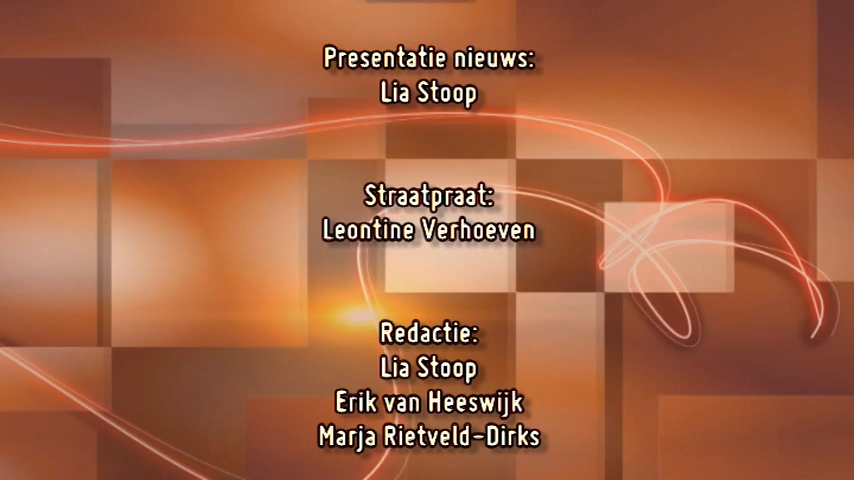 Presentatie nieuws:
Lia Stoop
Straatpraat:
Leontine Verhoeven
Redactie:
Lia Stoop
Erik van Heeswijk
Marja Rietveld-Dirks